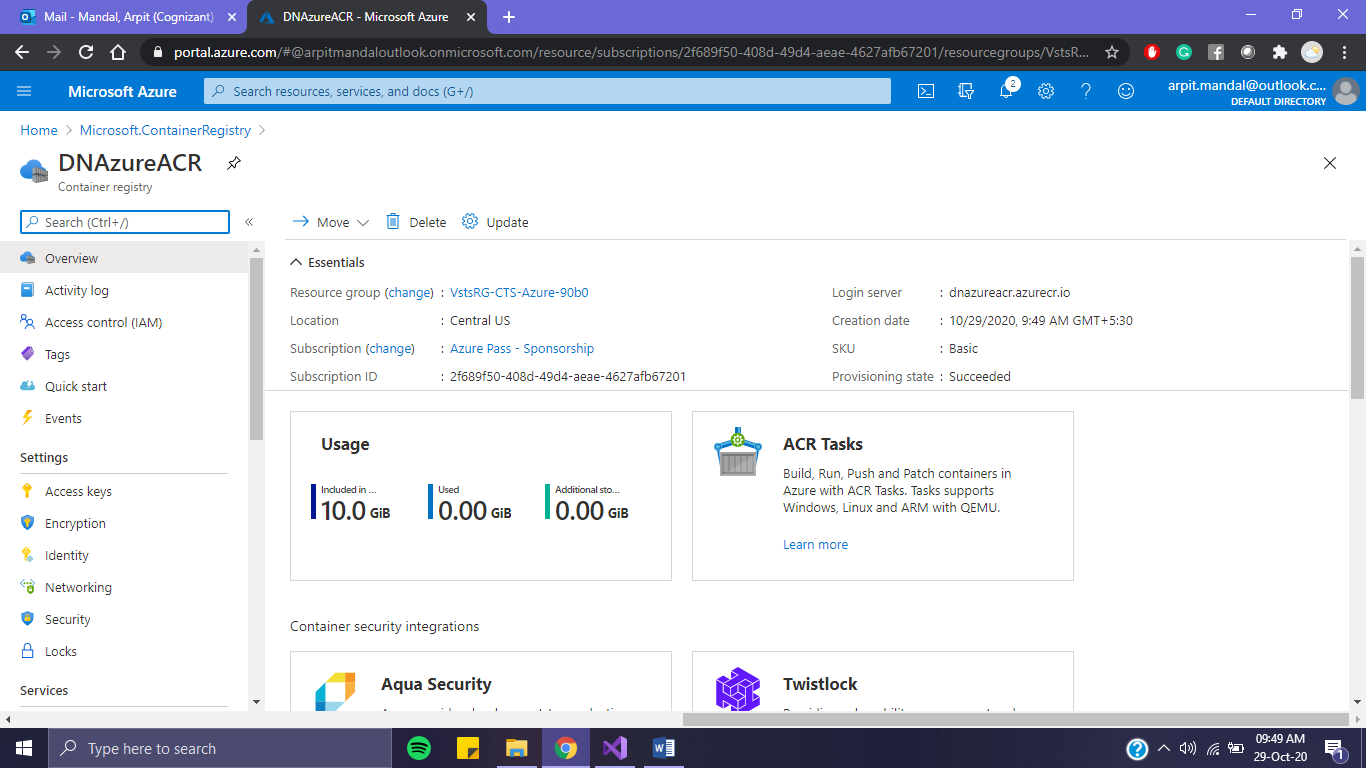 Mail - Mandal, Arpit (Cognizant)
DNAzureACR - Microsoft Azure
portal.azure.com/#@arpitmandaloutlook.onmicrosoft.com/resource/subscriptions/2f689f50-408d-49d4-aeae-4627afb67201/resourcegroups/VstsR...
Microsoft Azure
Search resources, services, and docs (G+/)
2
arpit.mandal@outlook.c...
DEFAULT DIRECTORY
Home > Microsoft.ContainerRegistry >
DNAzureACR
Container registry
Search (Ctrl+/)
«
Move
Delete
Update
Overview
Activity log
Access control (IAM)
Tags
Quick start
Events
Settings
Access keys
Encryption
Identity
Networking
Security
Locks
Services
Essentials
Resource group (change) : VstsRG-CTS-Azure-90b0
Location : Central US
Subscription (change) : Azure Pass - Sponsorship
Subscription ID : 2f689f50-408d-49d4-aeae-4627afb67201
Login server : dnazureacr.azurecr.io
Creation date : 10/29/2020, 9:49 AM GMT+5:30
SKU : Basic
Provisioning state : Succeeded
Usage
Included in ...
10.0 GiB
Used
0.00 GiB
Additional sto...
0.00 GiB
ACR Tasks
Build, Run, Push and Patch containers in
Azure with ACR Tasks. Tasks supports
Windows, Linux and ARM with QEMU.
Learn more
Container security integrations
Aqua Security
Twistlock
Type here to search
09:49 AM
29-Oct-20
1